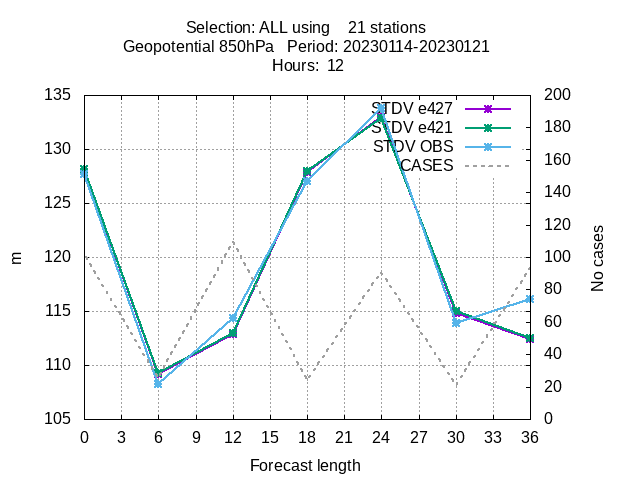 Selection: ALL using 21 stations
Geopotential 850hPa Period: 20230114-20230121
Hours: 12
135 200
STDV e427
180
STDV e421
130 STDV OBS
160
CASES
125 140
120
m 120 100 No cases
80
115 60
110 40
20
105 0
0 3 6 9 12 15 18 21 24 27 30 33 36
Forecast length